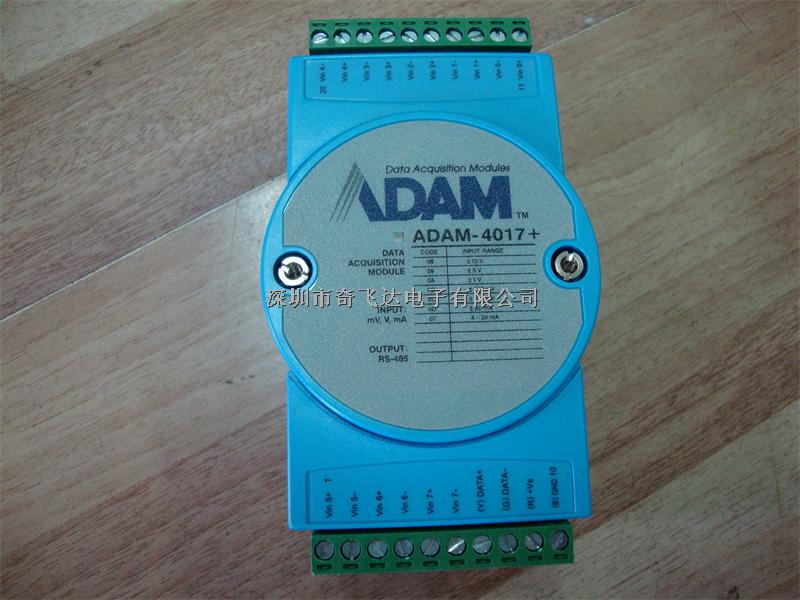 20 Vin 4- Vin 4+ Vin 3- Vin 3+ Vin 2- Vin 2+ Vin 1- Vin 1+ Vin 0- 11 Vin 0+
Data Acquisition Modules
ADAM TM
ADAM-4017+
DATA ACQUISITION MODULE
CODE INPUT RANGE
08 ±10 V
09 ±5 V
0A ±1 V
深圳市奇飞达电子有限公司
INPUT:
mV, V, mA
07 4~20 mA
OUTPUT:
RS-485
Vin 5+ 1 Vin 5- Vin 6+ Vin 6- Vin 7+ Vin 7- (Y) DATA+ (G) DATA- (R) +Vs (B) GND 10